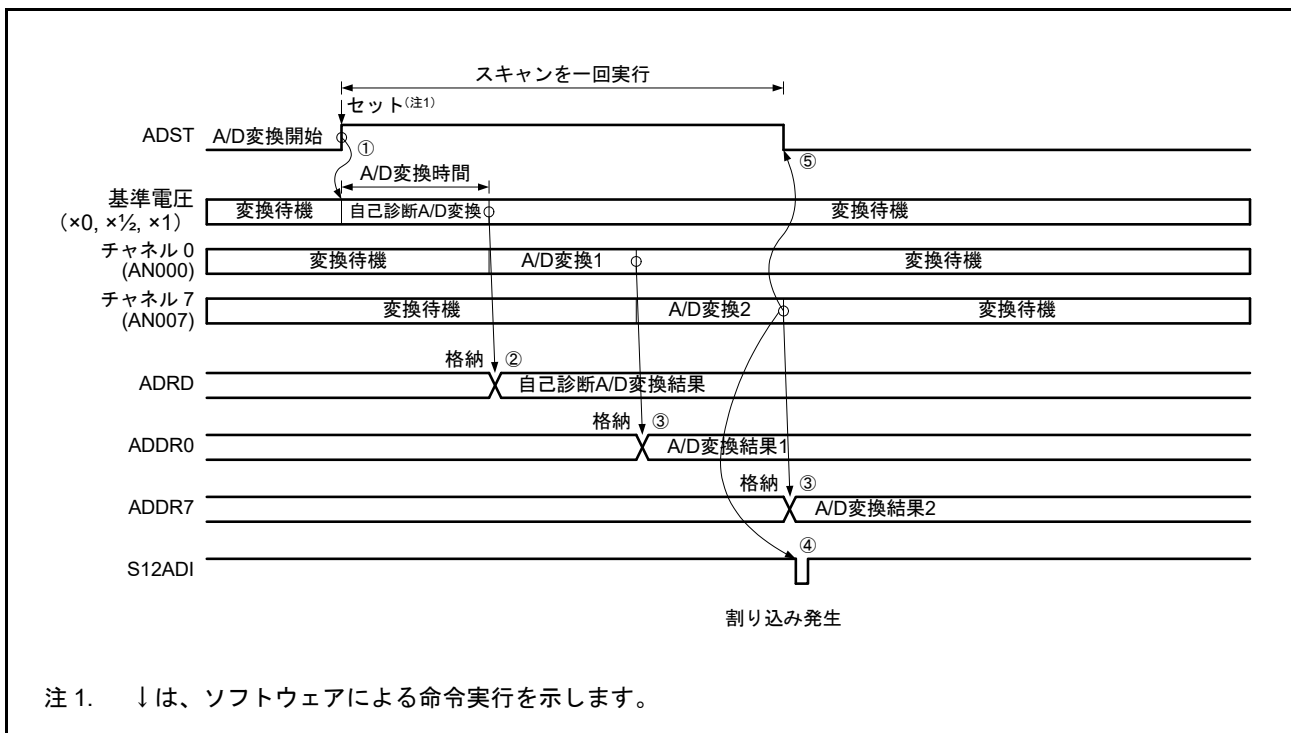 スキャンを一回実行
セット(注1)
ADST A/D変換開始 ① ⑤
A/D変換時間
基準電圧
(×0, ×½, ×1) 変換待機 自己診断A/D変換 変換待機
チャネル 0
(AN000) 変換待機 A/D変換1 変換待機
チャネル 7
(AN007) 変換待機 A/D変換2 変換待機
格納 ②
ADRD 自己診断A/D変換結果
格納 ③
ADDR0 A/D変換結果1
格納 ③
ADDR7 A/D変換結果2
④
S12ADI
割り込み発生
注 1. ↓は、ソフトウェアによる命令実行を示します。